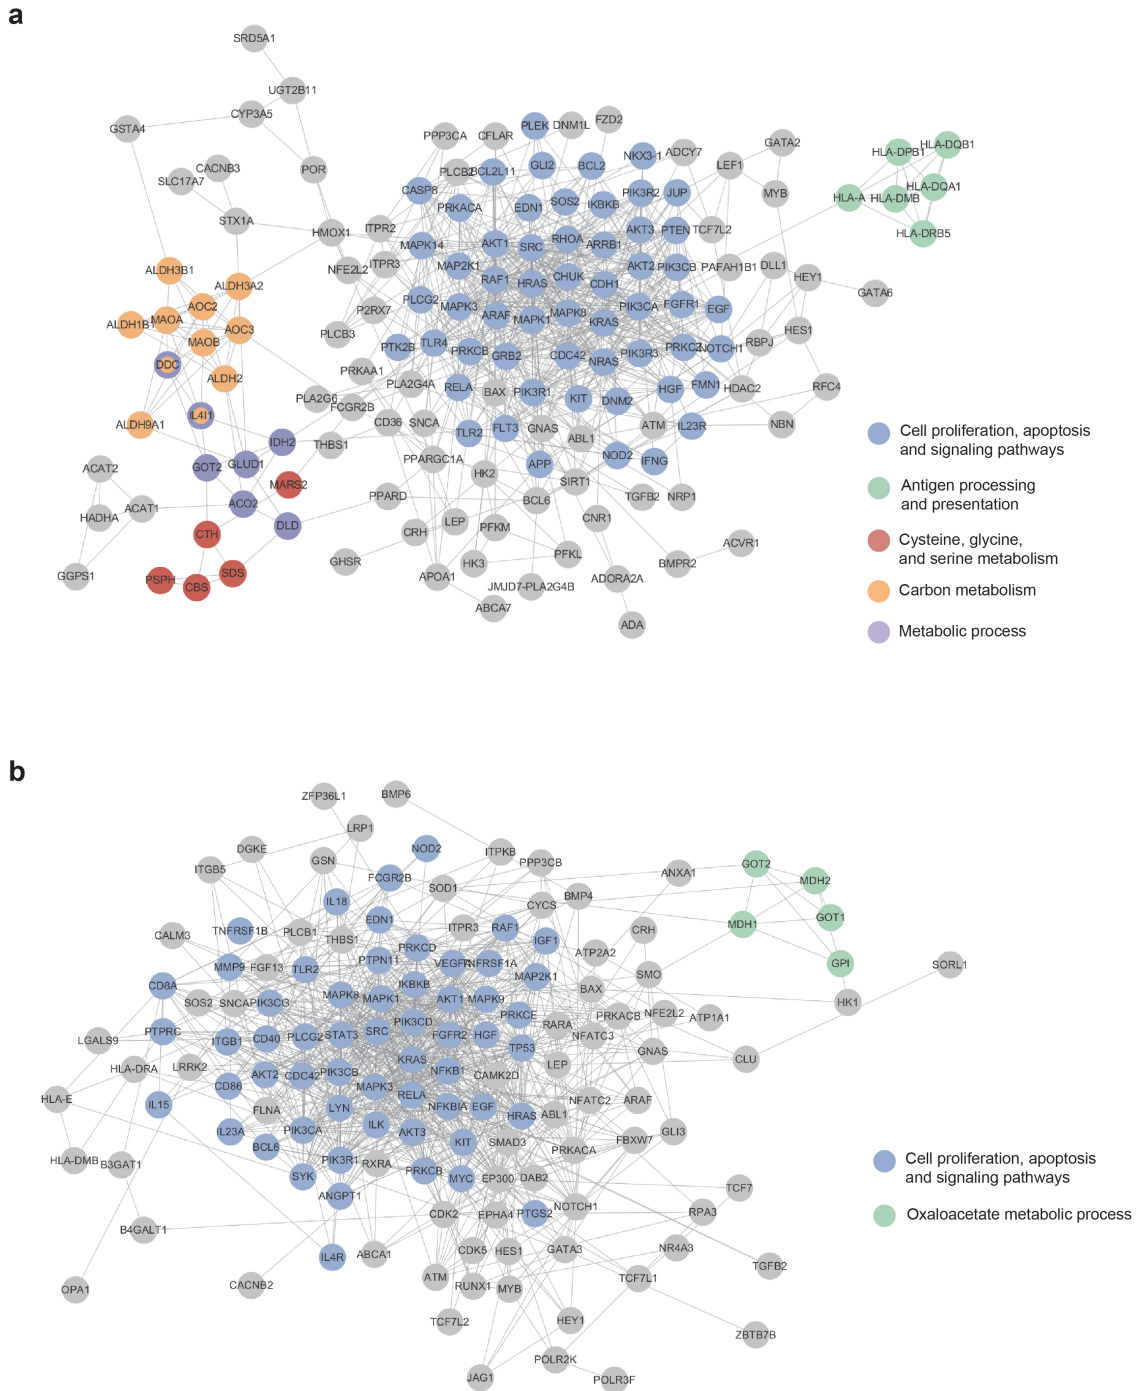 a
SRD5A1
UGT2B11
CYP3A5
GSTA4
PLEK
DNM1L
FZD2
PPP3CA
CFLAR
GATA2
HLA-DPB1
HLA-DQB1
CACNB3
SLC17A7
POR
PLCB2
BCL2L11
GLI2
BCL2
NKX3-1
ADCY7
LEF1
HLA-DQA1
CASP8
PIK3R2
JUP
MYB
HLA-A
HLA-DMB
STX1A
HMOX1
ITPR2
PRKACA
EDN1
SOS2
IKBKB
AKT3
PTEN
TCF7L2
HLA-DRB5
MAPK14
AKT1
SRC
RHOA
ARRB1
ALDH3B1
NFE2L2
ITPR3
MAP2K1
AKT2
PIK3CB
PAFAH1B1
DLL1
HEY1
ALDH3A2
RAF1
HRAS
CHUK
CDH1
GATA6
AOC2
P2RX7
PLCG2
MAPK3
PIK3CA
FGFR1
EGF
ALDH1B1
MAOA
AOC3
PLCB3
ARAF
MAPK1
MAPK8
KRAS
HES1
MAOB
PTK2B
TLR4
PRKCB
GRB2
CDC42
NRAS
PIK3R3
PRKCZ
NOTCH1
RBPJ
DDC
ALDH2
PRKAA1
PLA2G4A
RELA
BAX
PIK3R1
KIT
DNM2
HGF
FMN1
HDAC2
RFC4
PLA2G6
FCGR2B
ALDH9A1
IL4I1
CD36
SNCA
TLR2
FLT3
GNAS
ABL1
ATM
IL23R
NBN
IDH2
THBS1
Cell proliferation, apoptosis
and signaling pathways
ACAT2
GOT2
GLUD1
PPARGC1A
HK2
APP
NOD2
IFNG
MARS2
SIRT1
Antigen processing
and presentation
HADHA
ACAT1
ACO2
DLD
PPARD
BCL6
TGFB2
NRP1
CTH
CRH
LEP
PFKM
CNR1
Cysteine, glycine,
and serine metabolism
GGPS1
PSPH
CBS
SDS
GHSR
APOA1
HK3
PFKL
BMPR2
ACVR1
JMJD7-PLA2G4B
ADORA2A
Carbon metabolism
ABCA7
ADA
Metabolic process
b
ZFP36L1
BMP6
LRP1
DGKE
NOD2
ITGB5
GSN
FCGR2B
ITPKB
PPP3CB
ANXA1
GOT2
MDH2
SOD1
IL18
BMP4
CYCS
TNFRSF1B
EDN1
ITPR3
RAF1
MDH1
GOT1
CALM3
PLCB1
THBS1
PRKCD
IGF1
CRH
ATP2A2
MMP9
FGF13
TLR2
PTPN11
VEGFA
TNFRSF1A
GPI
SORL1
CD8A
IKBKB
MAP2K1
SMO
SOS2
SNCA
PIK3CG
MAPK8
MAPK1
AKT1
MAPK9
BAX
HK1
PRKCE
PRKACB
NFE2L2
ATP1A1
LGALS9
PTPRC
ITGB1
CD40
PLCG2
STAT3
SRC
PIK3CD
FGFR2
HGF
RARA
NFATC3
TP53
GNAS
CLU
HLA-DRA
LRRK2
AKT2
CDC42
PIK3CB
KRAS
NFKB1
CAMK2D
LEP
HLA-E
CD86
MAPK3
RELA
IL15
FLNA
LYN
NFKBIA
EGF
HRAS
ABL1
NFATC2
ARAF
IL23A
PIK3CA
ILK
AKT3
GLI3
BCL6
KIT
SMAD3
PRKACA
FBXW7
HLA-DMB
B3GAT1
PIK3R1
RXRA
SYK
PRKCB
MYC
EP300
DAB2
Cell proliferation, apoptosis
and signaling pathways
ANGPT1
TCF7
CDK2
EPHA4
PTGS2
NOTCH1
RPA3
Oxaloacetate metabolic process
B4GALT1
IL4R
ABCA1
CDK5
HES1
GATA3
NR4A3
TGFB2
OPA1
CACNB2
ATM
RUNX1
MYB
TCF7L1
TCF7L2
HEY1
ZBTB7B
POLR2K
JAG1
POLR3F